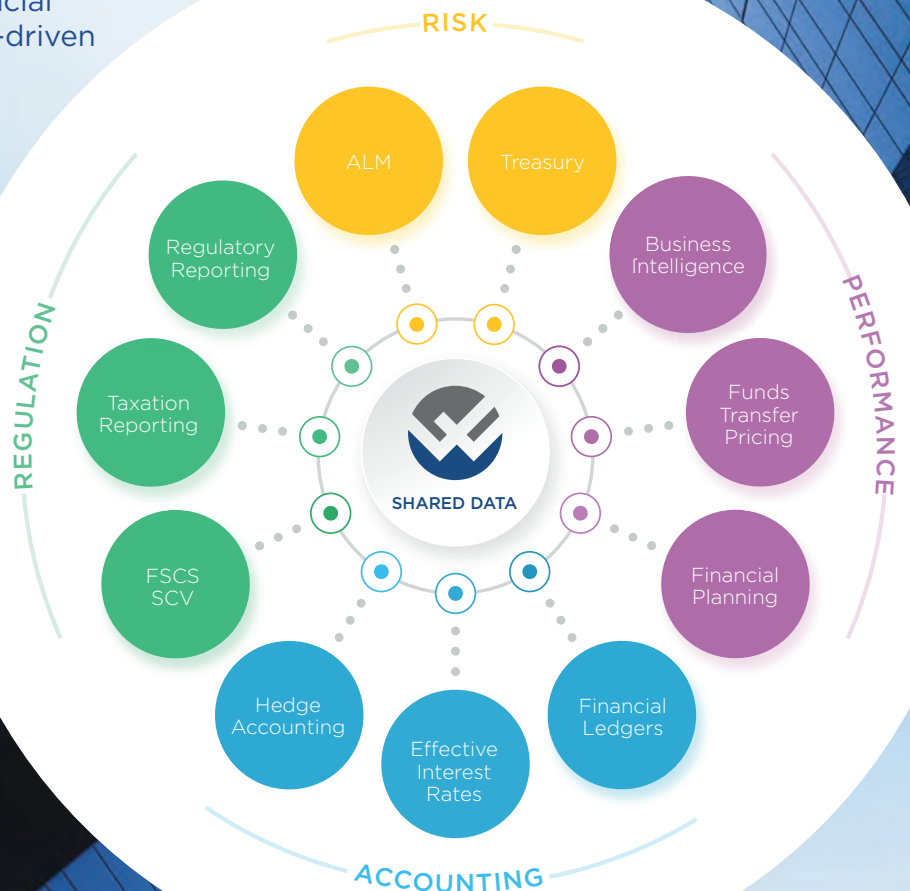 ncial
-driven
RISK
ALM
Treasury
Regulatory
Reporting
Business
Intelligence
REGULATION
PERFORMANCE
Taxation
Reporting
Funds
Transfer
Pricing
SHARED DATA
FSCS
SCV
Financial
Planning
Hedge
Accounting
Financial
Ledgers
Effective
Interest
Rates
ACCOUNTING